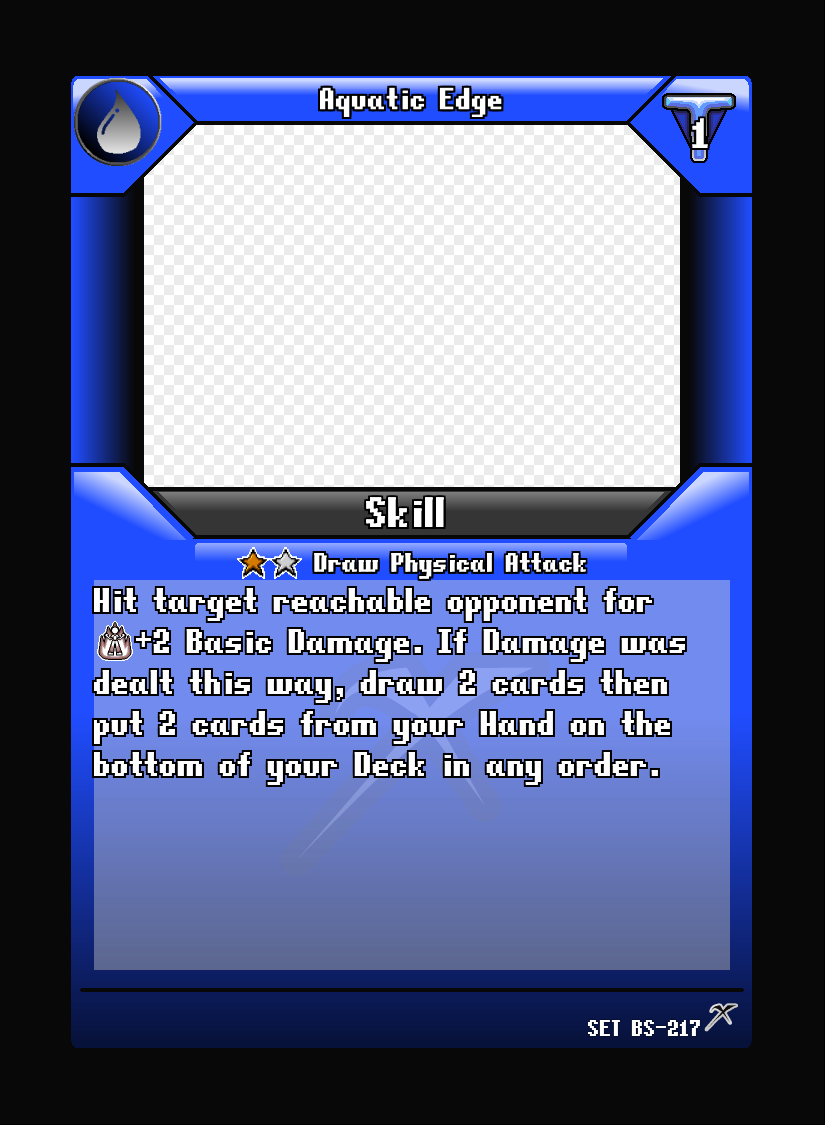 Aquatic Edge
1
Skill
Draw Physical Attack
Hit target reachable opponent for
A+2 Basic Damage. If Damage was
dealt this way, draw 2 cards then
put 2 cards from your Hand on the
bottom of your Deck in any order.
SET BS-217